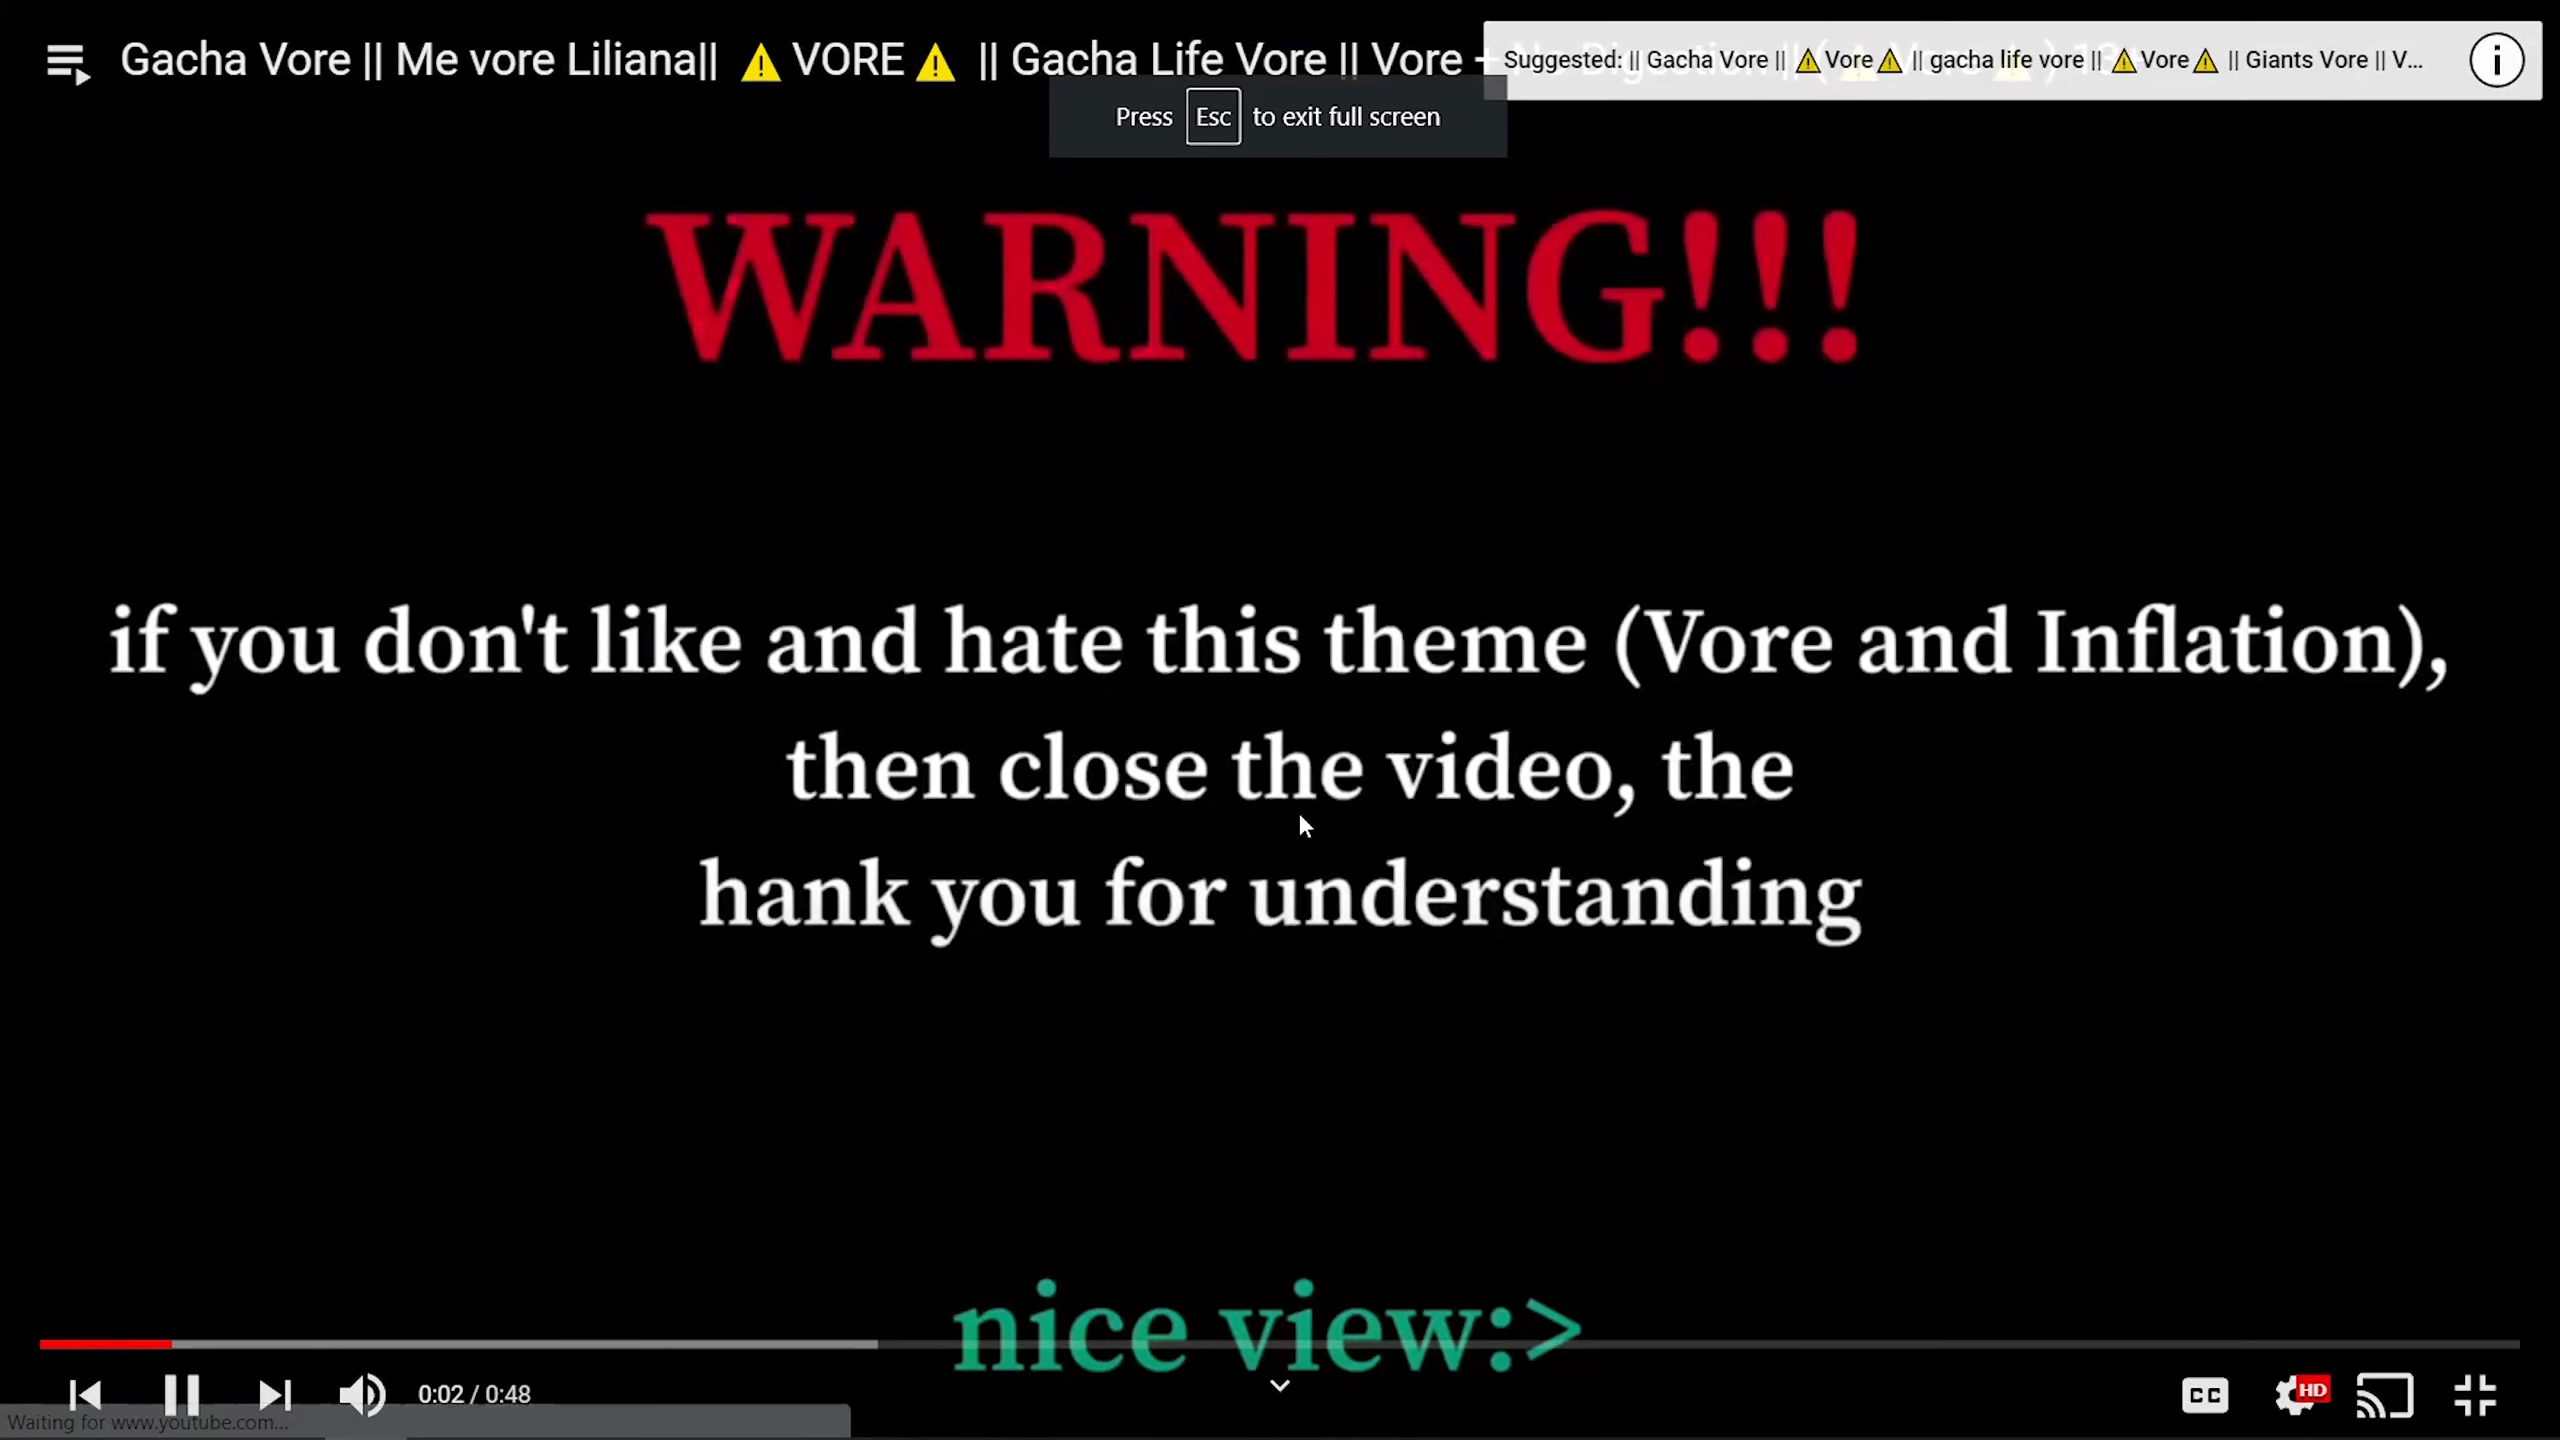 Gacha Vore || Me vore Liliana|| ⚠VORE⚠ || Gacha Life Vore || Vore +
Suggested: || Gacha Vore || ⚠Vore⚠ || gacha life vore || ⚠Vore⚠ || Giants Vore || V...
Press Esc to exit full screen
WARNING!!!
if you don't like and hate this theme (Vore and Inflation),
then close the video, the
hank you for understanding
nice view:>
0:02 / 0:48
CC
HD
Waiting for www.youtube.com...